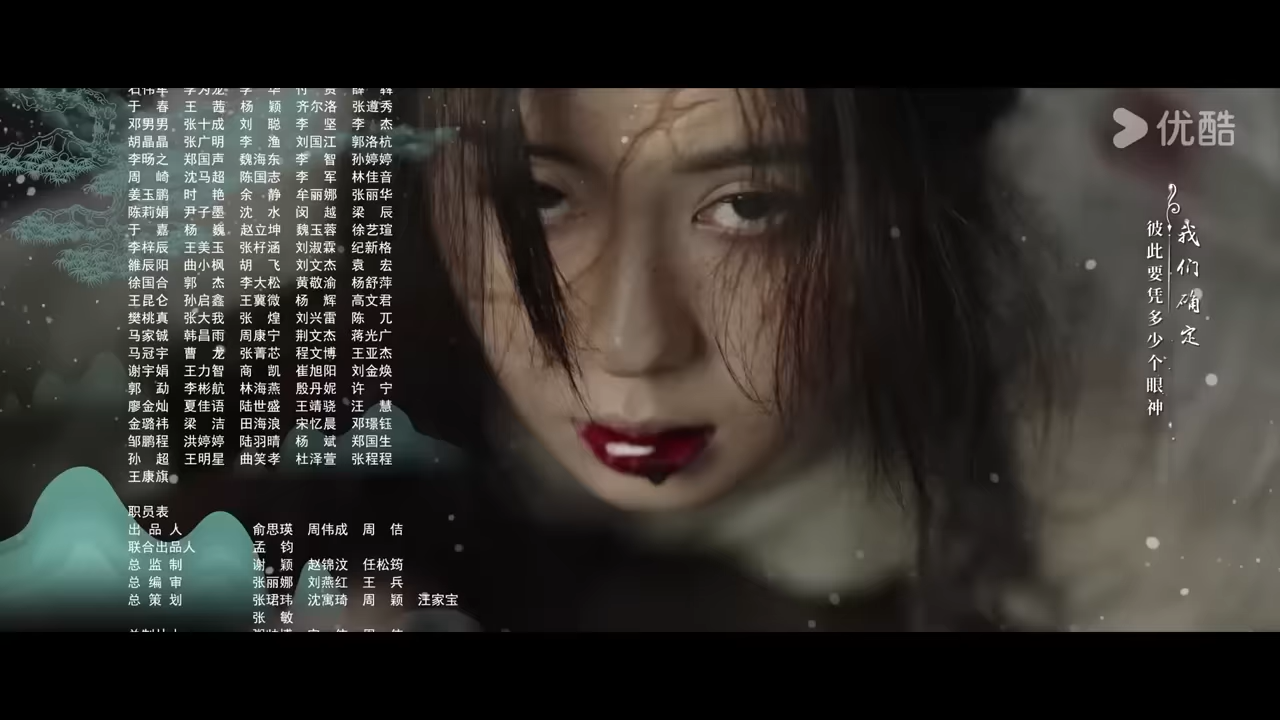 于 春 王 茜 杨 颖 齐尔洛 张遵秀
邓男男 张十成 刘 聪 李 坚 李 杰
胡晶晶 张广明 李 渔 刘国江 郭洛杭
李旸之 郑国声 魏海东 李 智 孙婷婷
周 崎 沈马超 陈国志 李 军 林佳音
姜玉鹏 时 艳 余 静 牟丽娜 张丽华
陈莉娟 尹子墨 沈 水 闵 越 梁 辰
于 嘉 杨 巍 赵立坤 魏玉蓉 徐艺瑄
李梓辰 王美玉 张籽涵 刘淑霖 纪新格
雒辰阳 曲小枫 胡 飞 刘文杰 袁 宏
徐国合 郭 杰 李大松 黄敬渝 杨舒萍
王昆仑 孙启鑫 王冀微 杨 辉 高文君
樊桃真 张大我 张 煌 刘兴雷 陈 兀
马家铖 韩昌雨 周康宁 荆文杰 蒋光广
马冠宇 曹 龙 张菁芯 程文博 王亚杰
谢宇娟 王力智 商 凯 崔旭阳 刘金焕
郭 勐 李彬航 林海燕 殷丹妮 许 宁
廖金灿 夏佳语 陆世盛 王靖骁 汪 慧
金璐祎 梁 洁 田海浪 宋忆晨 邓璟钰
邹鹏程 洪婷婷 陆羽晴 杨 斌 郑国生
孙 超 王明星 曲笑孝 杜泽萱 张程程
王康旗
职员表
出 品 人 俞思瑛 周伟成 周 佶
联合出品人 孟 钧
总 监 制 谢 颖 赵锦汶 任松筠
总 编 审 张丽娜 刘燕红 王 兵
总 策 划 张珺玮 沈寓琦 周 颖 汪家宝
张 敏
优酷
我们确定
彼此要凭多少个眼神